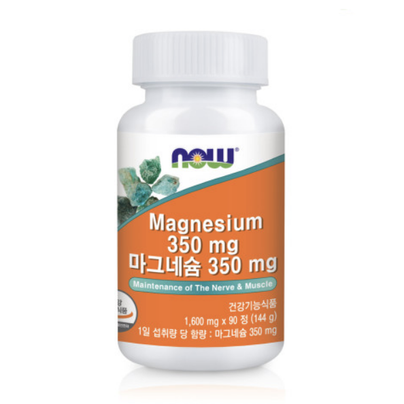 now®
Magnesium
350 mg
마그네슘 350 mg
Maintenance of The Nerve & Muscle
건강기능식품
1,600 mg x 90 정 (144 g)
1일 섭취량 당 함량 : 마그네슘 350 mg